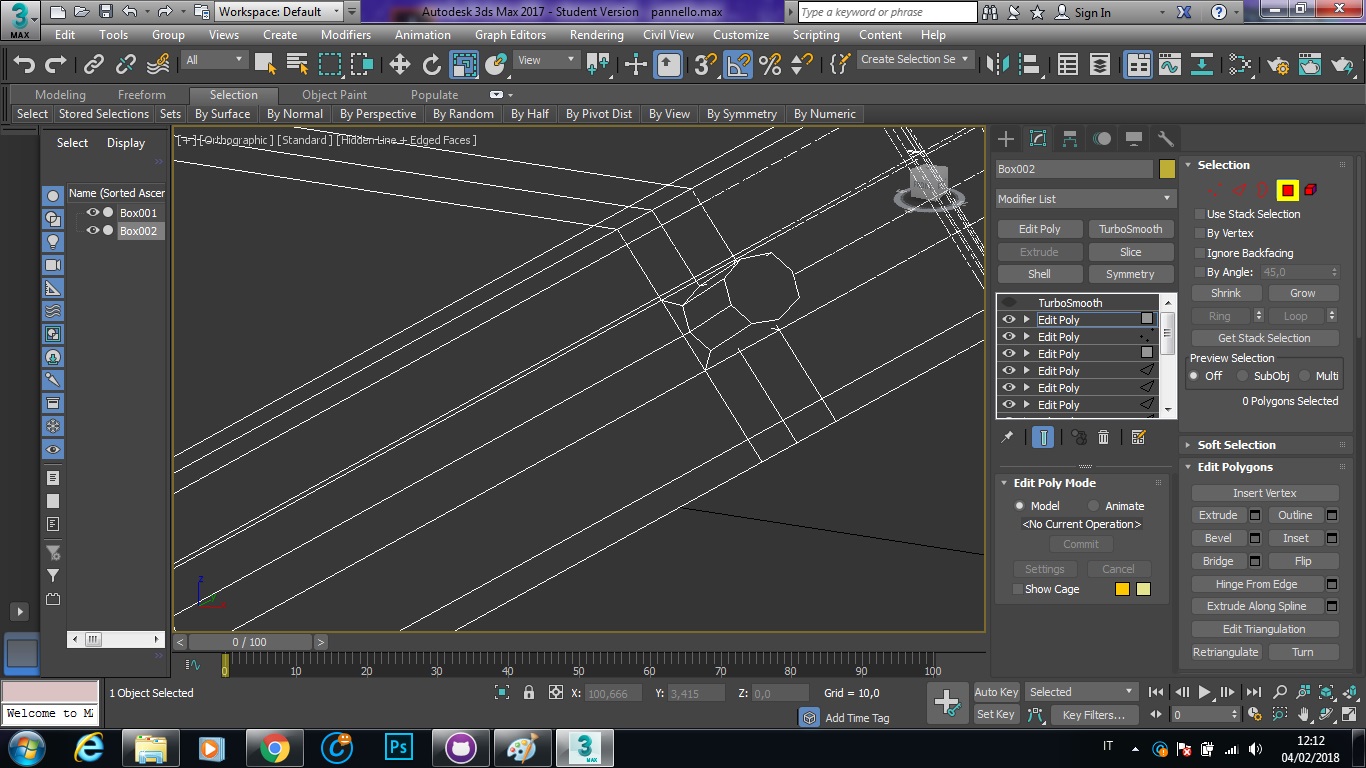 3 MAX
Workspace: Default
Autodesk 3ds Max 2017 - Student Version pannello.max
Type a keyword or phrase
Sign In
Edit Tools Group Views Create Modifiers Animation Graph Editors Rendering Civil View Customize Scripting Content Help
All
View
Create Selection Se
Modeling Freeform Selection Object Paint Populate
Select Stored Selections Sets By Surface By Normal By Perspective By Random By Half By Pivot Dist By View By Symmetry By Numeric
Select Display
[+] [Orthographic ] [Standard ] [Hidden Line + Edged Faces ]
Name (Sorted Ascer
Box001
Box002
z
Box002
Modifier List
Edit Poly TurboSmooth
Extrude Slice
Shell Symmetry
TurboSmooth
Edit Poly
Edit Poly
Edit Poly
Edit Poly
Edit Poly
Edit Poly
Edit Poly Mode
Model Animate
<No Current Operation>
Commit
Settings Cancel
Show Cage
Selection
Use Stack Selection
By Vertex
Ignore Backfacing
By Angle: 45,0
Shrink Grow
Ring Loop
Get Stack Selection
Preview Selection
Off SubObj Multi
0 Polygons Selected
Soft Selection
Edit Polygons
Insert Vertex
Extrude Outline
Bevel Inset
Bridge Flip
Hinge From Edge
Extrude Along Spline
Edit Triangulation
Retriangulate Turn
< 0 / 100 >
0 10 20 30 40 50 60 70 80 90 100
Welcome to M
1 Object Selected
X: 100,666 Y: 3,415 Z: 0,0 Grid = 10,0
Add Time Tag
Auto Key Selected
Set Key Key Filters...
0
Ps
3 MAX
IT
12:12
04/02/2018